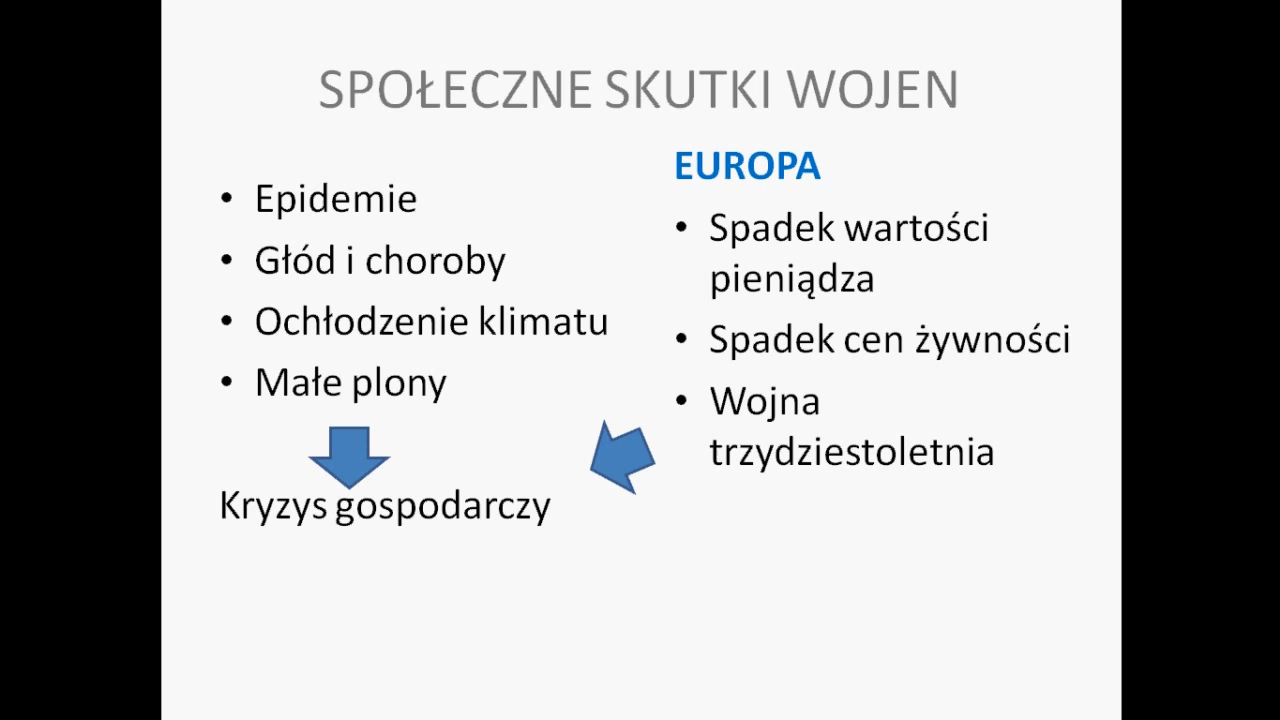 SPOŁECZNE SKUTKI WOJEN
• Epidemie
• Głód i choroby
• Ochłodzenie klimatu
• Małe plony
Kryzys gospodarczy
EUROPA
• Spadek wartości
pieniądza
• Spadek cen żywności
• Wojna
trzydziestoletnia